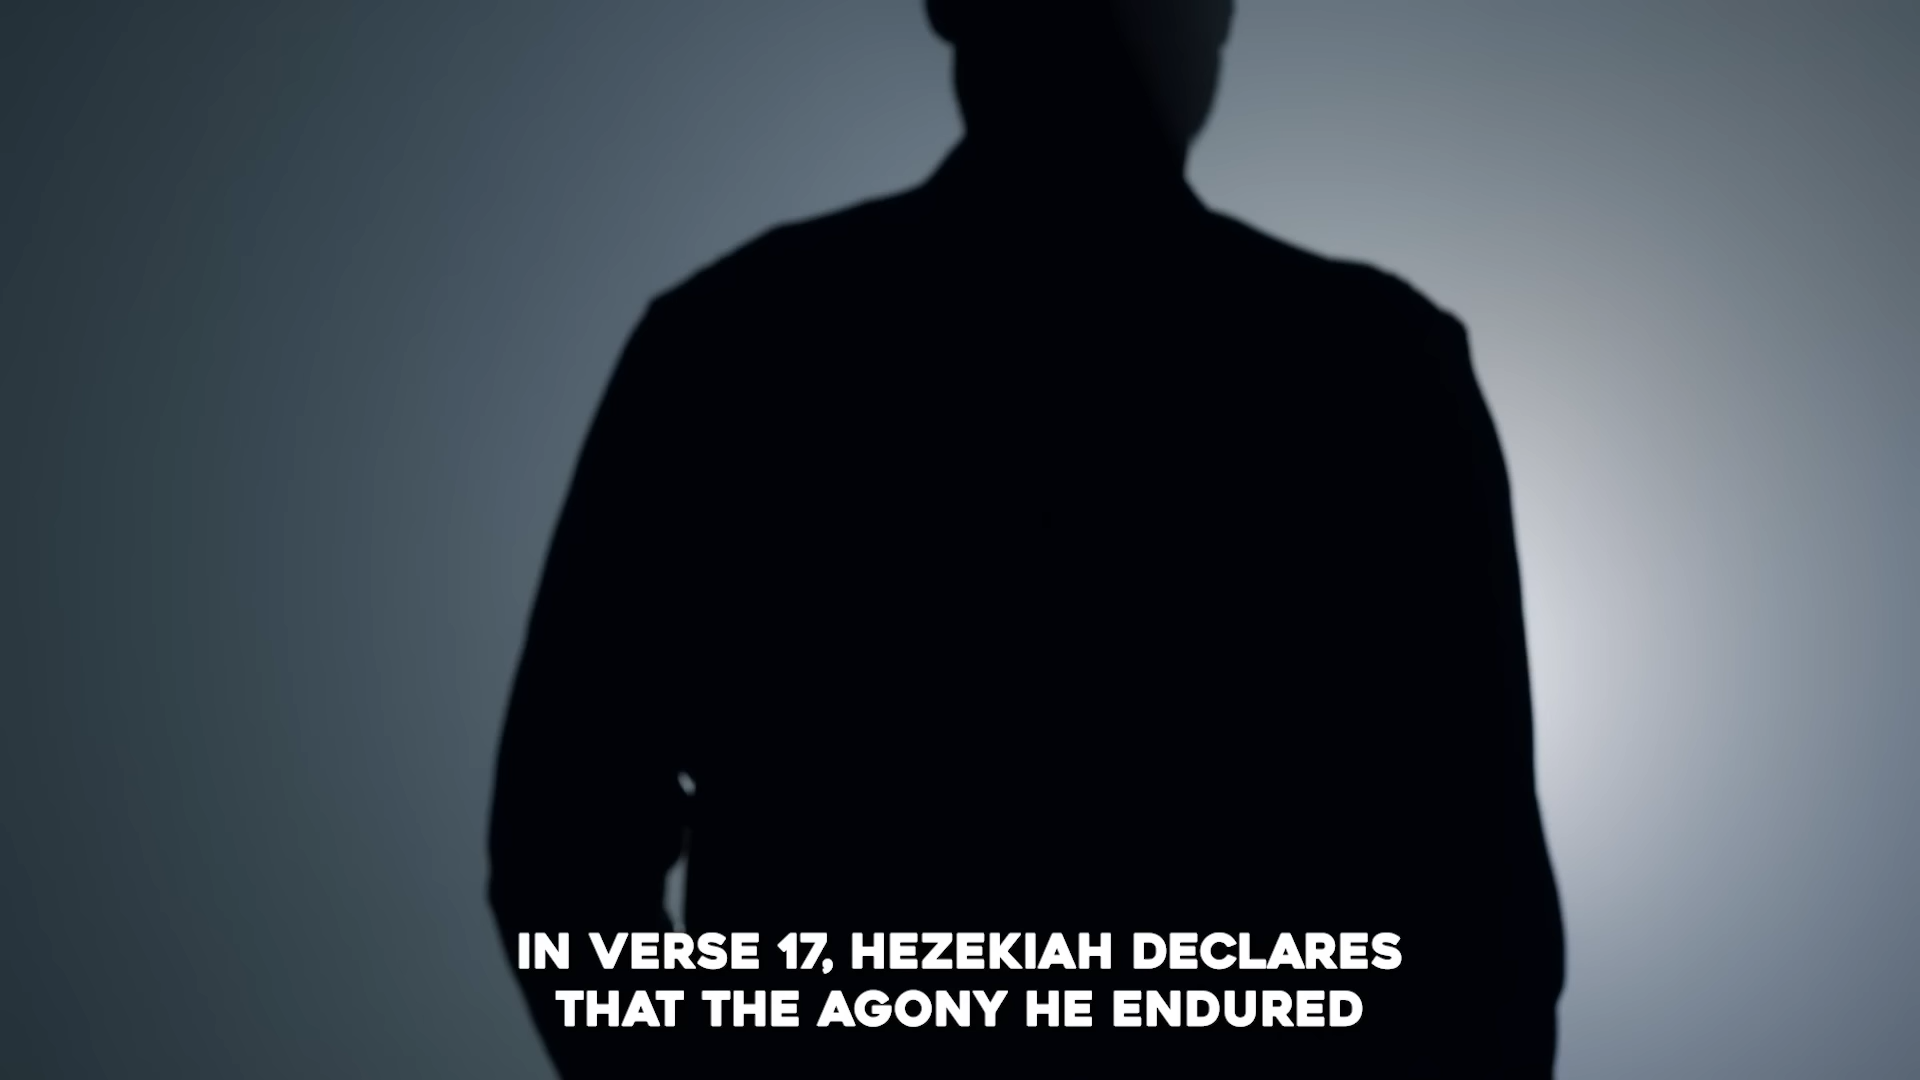 IN VERSE 17, HEZEKIAH DECLARES
THAT THE AGONY HE ENDURED